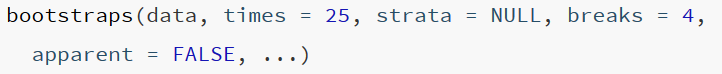 bootstraps(data, times = 25, strata = NULL, breaks = 4,
  apparent = FALSE, ...)